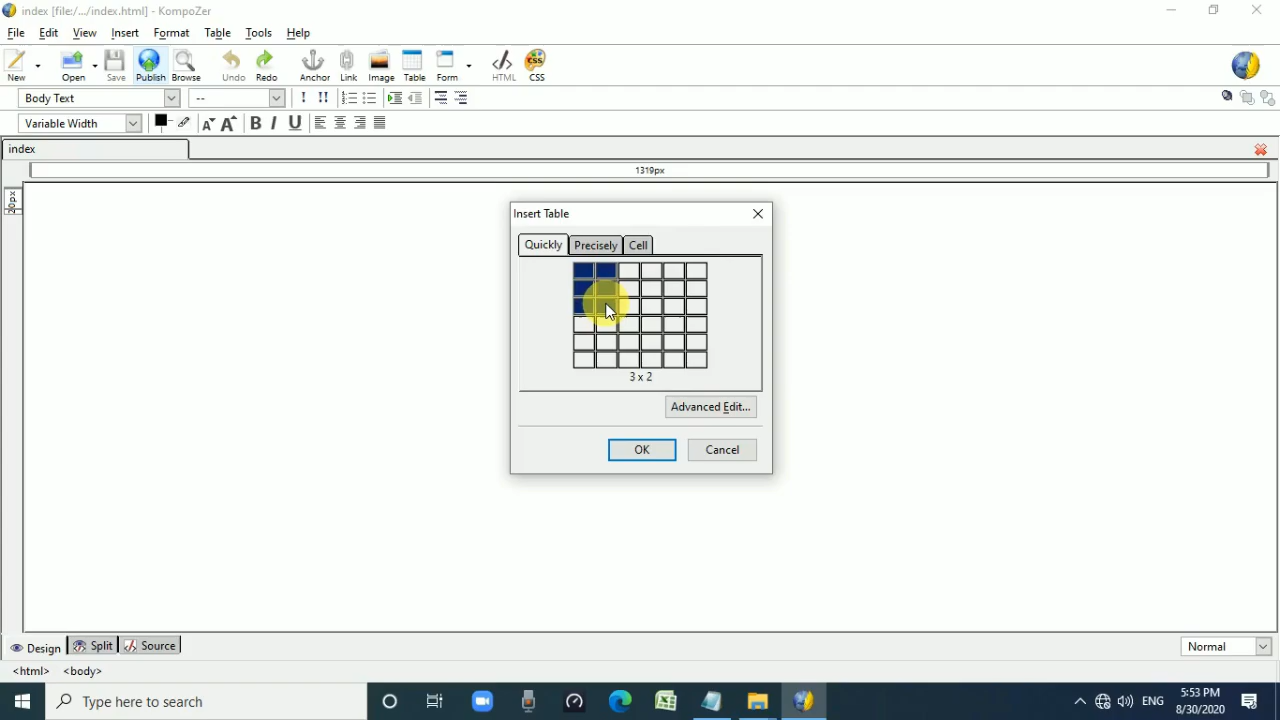 index [file:/.../index.html] - KompoZer
File Edit View Insert Format Table Tools Help
New Open Save Publish Browse Undo Redo Anchor Link Image Table Form HTML CSS
Body Text -- ! !!
Variable Width A A B I U
index
1319px
20px
Insert Table
Quickly Precisely Cell
3 x 2
Advanced Edit...
OK Cancel
Design Split Source Normal
<html> <body>
Type here to search ENG 5:53 PM
8/30/2020